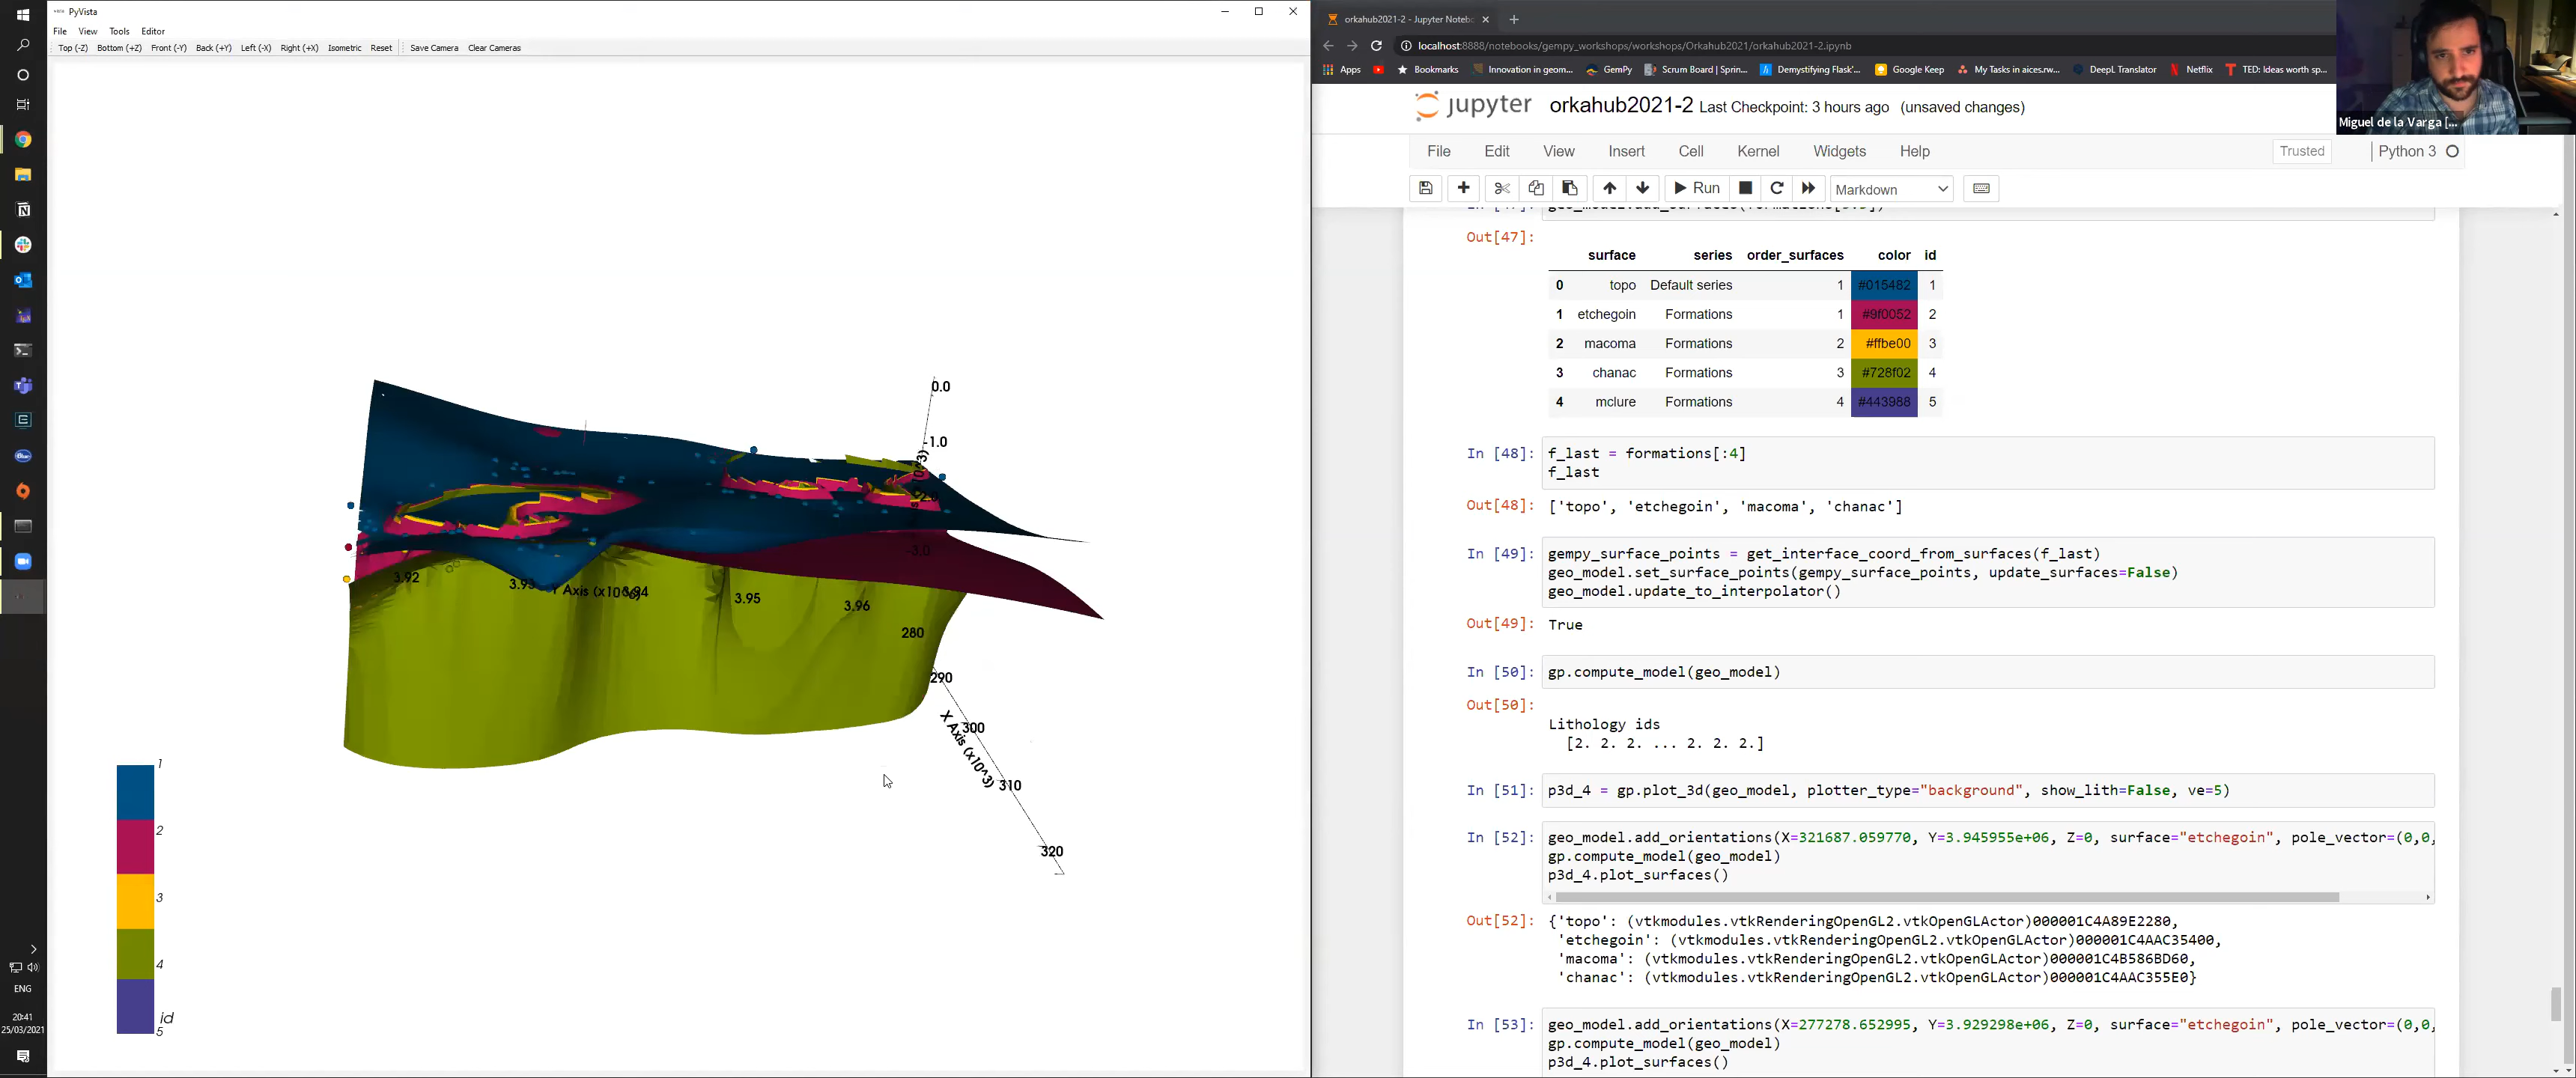 PyVista
File View Tools Editor
Top (-Z) Bottom (+Z) Front (-Y) Back (+Y) Left (-X) Right (+X) Isometric Reset Save Camera Clear Cameras
0.0
-1.0
-3.0
3.92
3.95
3.96
280
290
300
310
320
X Axis (x10^3)
1
2
3
4
id
5
ENG
20:41
25/03/2021
orkahub2021-2 - Jupyter Noteb
localhost:8888/notebooks/gempy_workshops/workshops/Orkahub2021/orkahub2021-2.ipynb
Apps Bookmarks Innovation in geom... GemPy Scrum Board | Sprin... Demystifying Flask'... Google Keep My Tasks in aices.rw... DeepL Translator Netflix TED: Ideas worth sp...
Miguel de la Varga [...
jupyter orkahub2021-2 Last Checkpoint: 3 hours ago (unsaved changes)
File Edit View Insert Cell Kernel Widgets Help
Trusted Python 3
Run Markdown
Out[47]:
surface series order_surfaces color id
0 topo Default series 1 #015482 1
1 etchegoin Formations 1 #9f0052 2
2 macoma Formations 2 #ffbe00 3
3 chanac Formations 3 #728f02 4
4 mclure Formations 4 #443988 5
In [48]: f_last = formations[:4]
f_last
Out[48]: ['topo', 'etchegoin', 'macoma', 'chanac']
In [49]: gempy_surface_points = get_interface_coord_from_surfaces(f_last)
geo_model.set_surface_points(gempy_surface_points, update_surfaces=False)
geo_model.update_to_interpolator()
Out[49]: True
In [50]: gp.compute_model(geo_model)
Out[50]:
Lithology ids
[2. 2. 2. ... 2. 2. 2.]
In [51]: p3d_4 = gp.plot_3d(geo_model, plotter_type="background", show_lith=False, ve=5)
In [52]: geo_model.add_orientations(X=321687.059770, Y=3.945955e+06, Z=0, surface="etchegoin", pole_vector=(0,0,
gp.compute_model(geo_model)
p3d_4.plot_surfaces()
Out[52]: {'topo': (vtkmodules.vtkRenderingOpenGL2.vtkOpenGLActor)000001C4A89E2280,
'etchegoin': (vtkmodules.vtkRenderingOpenGL2.vtkOpenGLActor)000001C4AAC35400,
'macoma': (vtkmodules.vtkRenderingOpenGL2.vtkOpenGLActor)000001C4B586BD60,
'chanac': (vtkmodules.vtkRenderingOpenGL2.vtkOpenGLActor)000001C4AAC355E0}
In [53]: geo_model.add_orientations(X=277278.652995, Y=3.929298e+06, Z=0, surface="etchegoin", pole_vector=(0,0,
gp.compute_model(geo_model)
p3d_4.plot_surfaces()